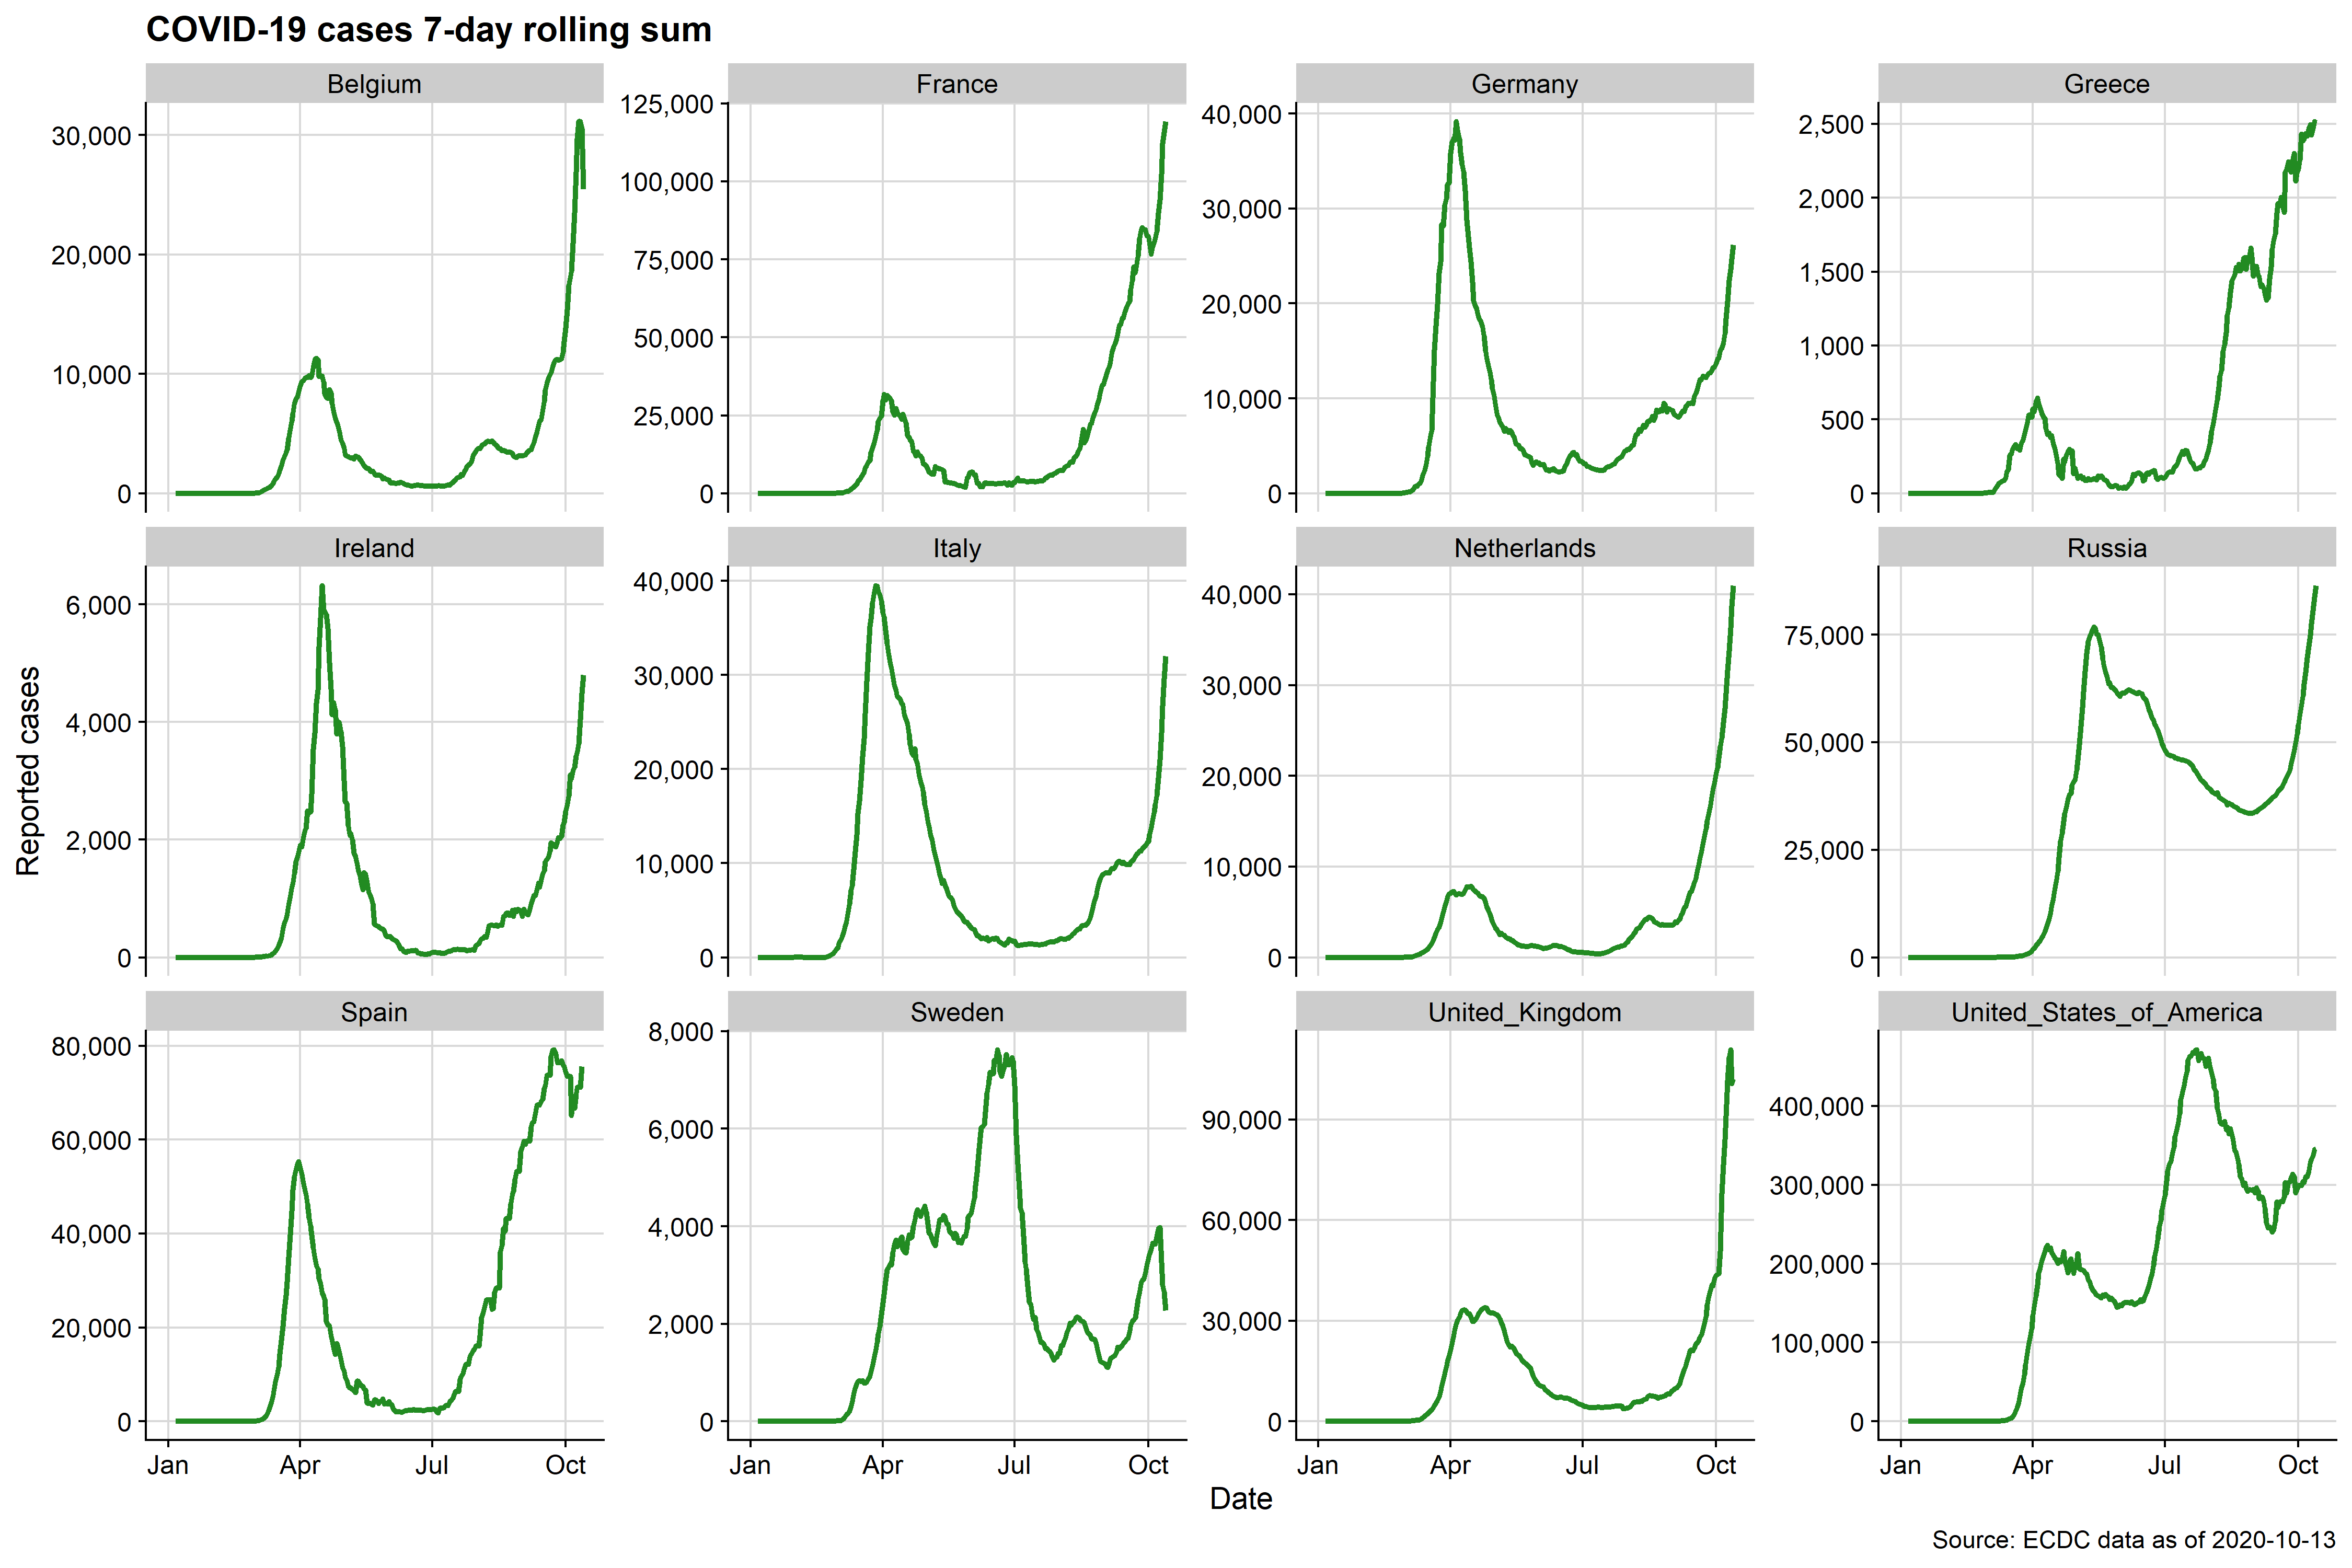 COVID-19 cases 7-day rolling sum
Belgium
France
Germany
Greece
30,000
20,000
10,000
0
125,000
100,000
75,000
50,000
25,000
0
40,000
30,000
20,000
10,000
0
2,500
2,000
1,500
1,000
500
0
Ireland
Italy
Netherlands
Russia
Reported cases
6,000
4,000
2,000
0
40,000
30,000
20,000
10,000
0
40,000
30,000
20,000
10,000
0
75,000
50,000
25,000
0
Spain
Sweden
United_Kingdom
United_States_of_America
80,000
60,000
40,000
20,000
0
8,000
6,000
4,000
2,000
0
90,000
60,000
30,000
0
400,000
300,000
200,000
100,000
0
Jan Apr Jul Oct
Jan Apr Jul Oct
Jan Apr Jul Oct
Jan Apr Jul Oct
Date
Source: ECDC data as of 2020-10-13